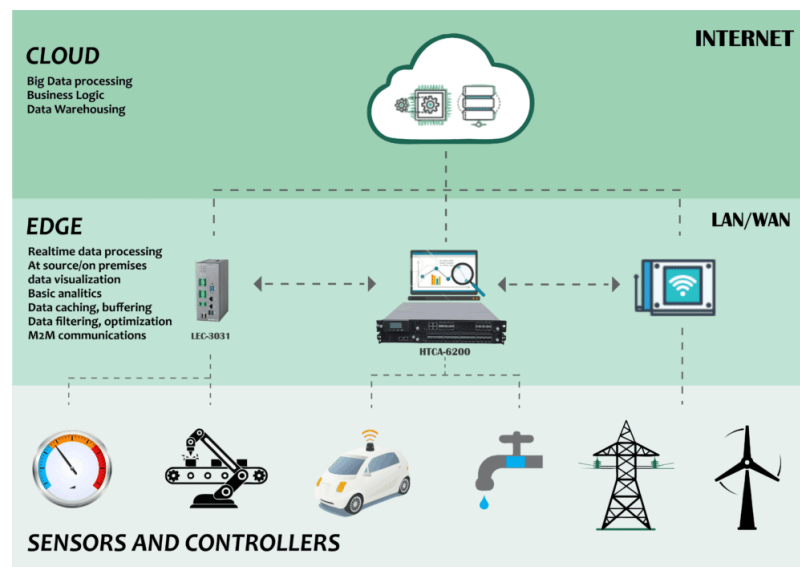 CLOUD
INTERNET
Big Data processing
Business Logic
Data Warehousing
EDGE
LAN/WAN
Realtime data processing
At source/on premises
data visualization
Basic analitics
Data caching, buffering
Data filtering, optimization
M2M communications
LEC-3031
HTCA-6200
SENSORS AND CONTROLLERS